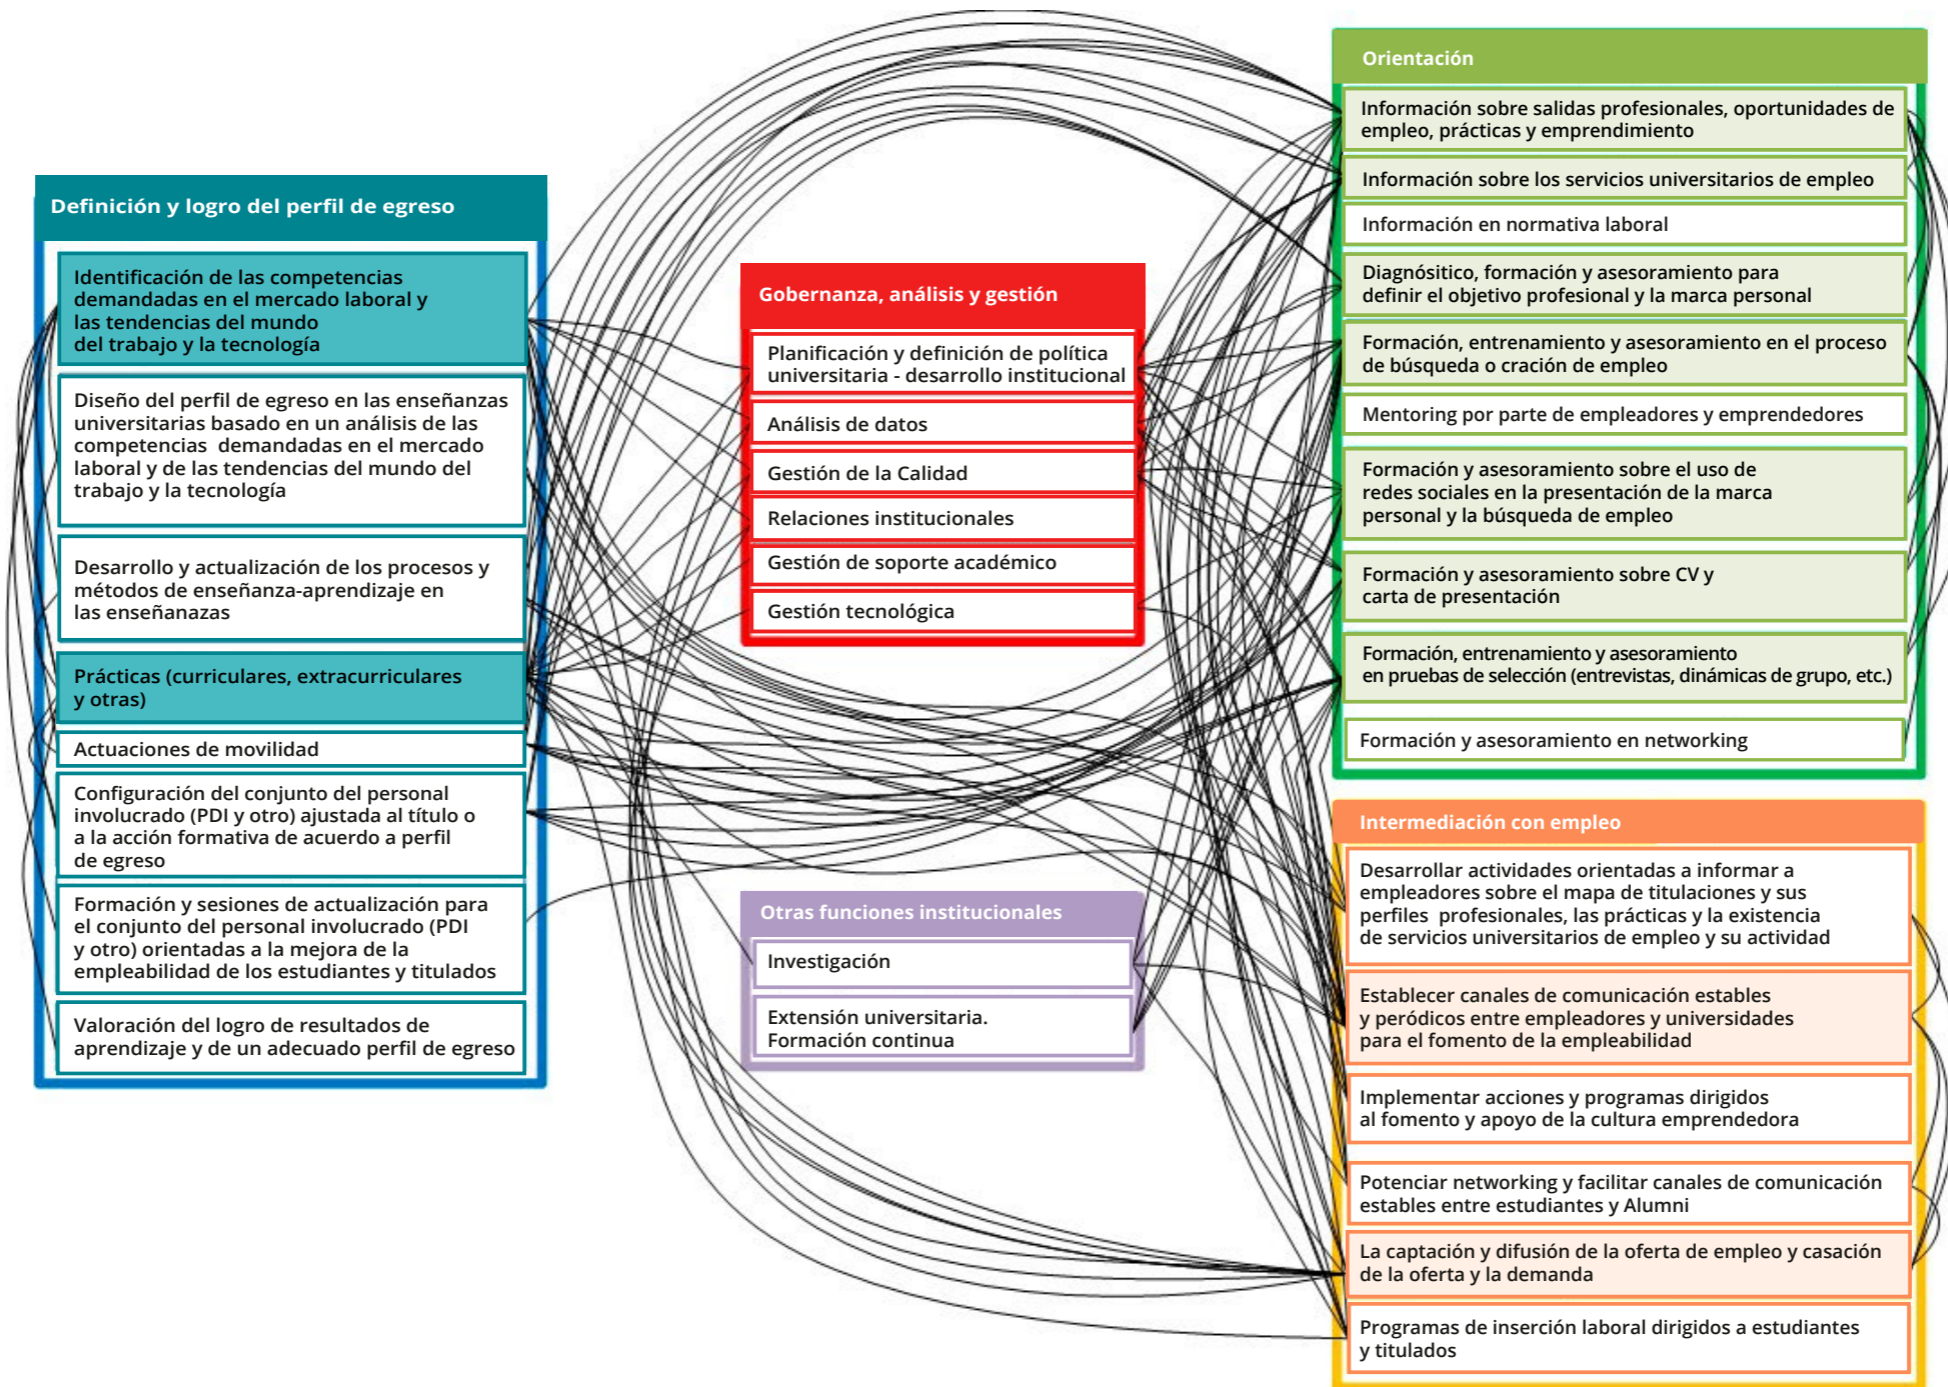 Definición y logro del perfil de egreso
Identificación de las competencias
demandadas en el mercado laboral y
las tendencias del mundo
del trabajo y la tecnología
Diseño del perfil de egreso en las enseñanzas
universitarias basado en un análisis de las
competencias demandadas en el mercado
laboral y de las tendencias del mundo del
trabajo y la tecnología
Desarrollo y actualización de los procesos y
métodos de enseñanza-aprendizaje en
las enseñanazas
Prácticas (curriculares, extracurriculares
y otras)
Actuaciones de movilidad
Configuración del conjunto del personal
involucrado (PDI y otro) ajustada al título o
a la acción formativa de acuerdo a perfil
de egreso
Formación y sesiones de actualización para
el conjunto del personal involucrado (PDI
y otro) orientadas a la mejora de la
empleabilidad de los estudiantes y titulados
Valoración del logro de resultados de
aprendizaje y de un adecuado perfil de egreso
Gobernanza, análisis y gestión
Planificación y definición de política
universitaria - desarrollo institucional
Análisis de datos
Gestión de la Calidad
Relaciones institucionales
Gestión de soporte académico
Gestión tecnológica
Otras funciones institucionales
Investigación
Extensión universitaria.
Formación continua
Orientación
Información sobre salidas profesionales, oportunidades de
empleo, prácticas y emprendimiento
Información sobre los servicios universitarios de empleo
Información en normativa laboral
Diagnósitico, formación y asesoramiento para
definir el objetivo profesional y la marca personal
Formación, entrenamiento y asesoramiento en el proceso
de búsqueda o cración de empleo
Mentoring por parte de empleadores y emprendedores
Formación y asesoramiento sobre el uso de
redes sociales en la presentación de la marca
personal y la búsqueda de empleo
Formación y asesoramiento sobre CV y
carta de presentación
Formación, entrenamiento y asesoramiento
en pruebas de selección (entrevistas, dinámicas de grupo, etc.)
Formación y asesoramiento en networking
Intermediación con empleo
Desarrollar actividades orientadas a informar a
empleadores sobre el mapa de titulaciones y sus
perfiles profesionales, las prácticas y la existencia
de servicios universitarios de empleo y su actividad
Establecer canales de comunicación estables
y peródicos entre empleadores y universidades
para el fomento de la empleabilidad
Implementar acciones y programas dirigidos
al fomento y apoyo de la cultura emprendedora
Potenciar networking y facilitar canales de comunicación
estables entre estudiantes y Alumni
La captación y difusión de la oferta de empleo y casación
de la oferta y la demanda
Programas de inserción laboral dirigidos a estudiantes
y titulados